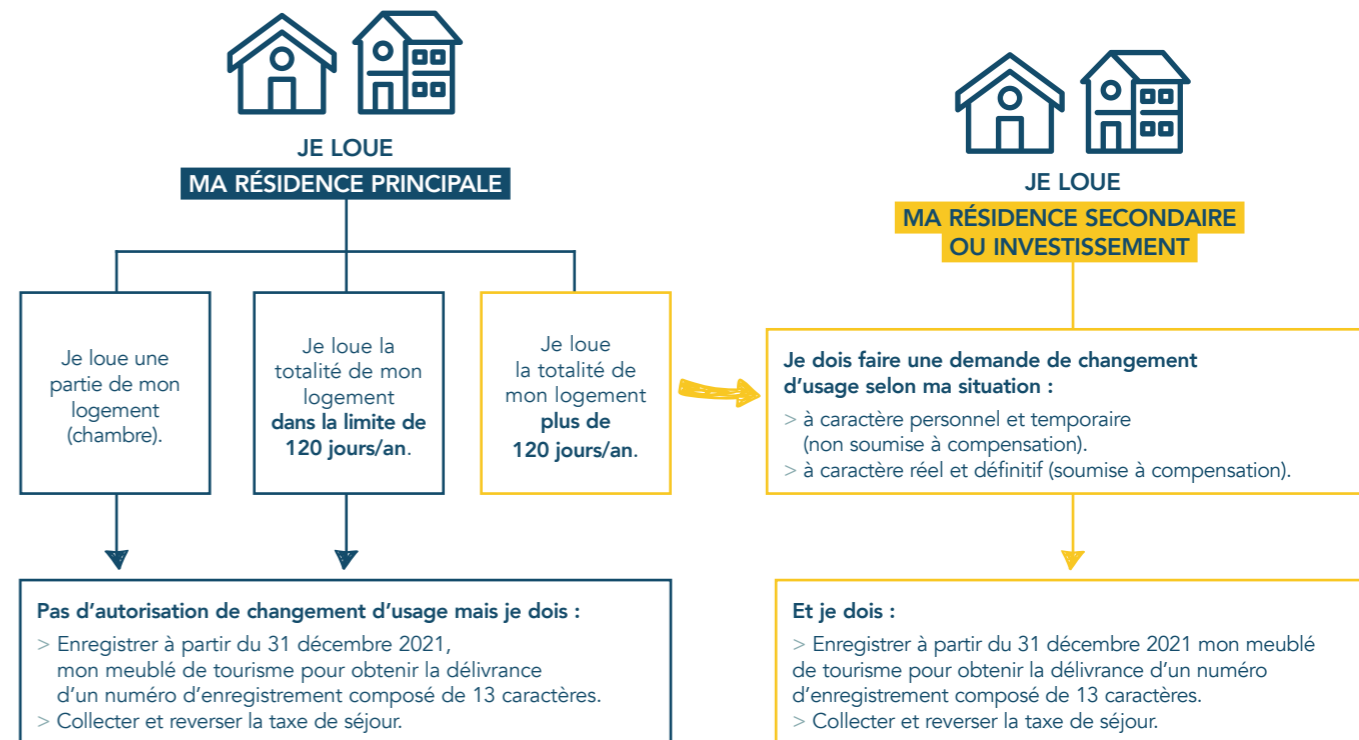 JE LOUE
MA RÉSIDENCE PRINCIPALE
Je loue une
partie de mon
logement
(chambre).
Je loue la
totalité de mon
logement
dans la limite de
120 jours/an.
Je loue
la totalité de
mon logement
plus de
120 jours/an.
Pas d’autorisation de changement d’usage mais je dois :
> Enregistrer à partir du 31 décembre 2021,
mon meublé de tourisme pour obtenir la délivrance
d’un numéro d’enregistrement composé de 13 caractères.
> Collecter et reverser la taxe de séjour.
JE LOUE
MA RÉSIDENCE SECONDAIRE
OU INVESTISSEMENT
Je dois faire une demande de changement
d’usage selon ma situation :
> à caractère personnel et temporaire
(non soumise à compensation).
> à caractère réel et définitif (soumise à compensation).
Et je dois :
> Enregistrer à partir du 31 décembre 2021 mon meublé
de tourisme pour obtenir la délivrance d’un numéro
d’enregistrement composé de 13 caractères.
> Collecter et reverser la taxe de séjour.